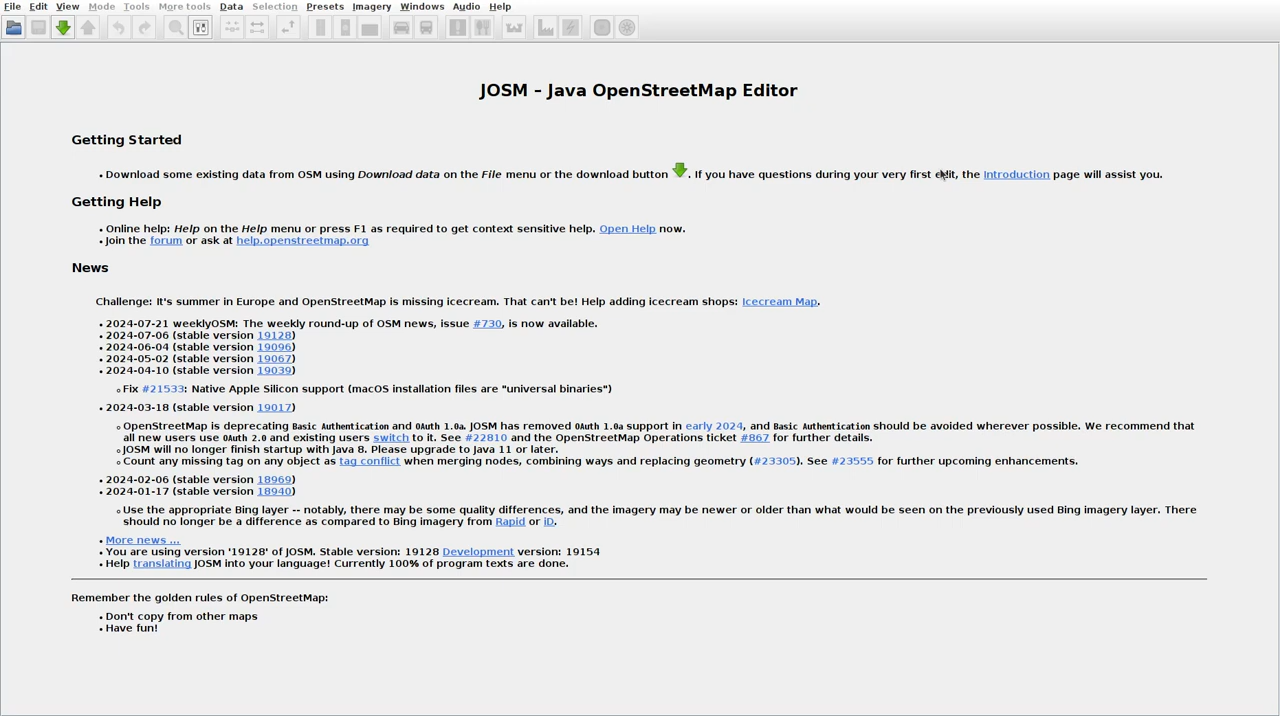 File Edit View Mode Tools More tools Data Selection Presets Imagery Windows Audio Help
JOSM – Java OpenStreetMap Editor
Getting Started
• Download some existing data from OSM using Download data on the File menu or the download button . If you have questions during your very first edit, the Introduction page will assist you.
Getting Help
• Online help: Help on the Help menu or press F1 as required to get context sensitive help. Open Help now.
• Join the forum or ask at help.openstreetmap.org
News
Challenge: It's summer in Europe and OpenStreetMap is missing icecream. That can't be! Help adding icecream shops: Icecream Map.
• 2024-07-21 weeklyOSM: The weekly round-up of OSM news, issue #730, is now available.
• 2024-07-06 (stable version 19128)
• 2024-06-04 (stable version 19096)
• 2024-05-02 (stable version 19067)
• 2024-04-10 (stable version 19039)
Fix #21533: Native Apple Silicon support (macOS installation files are "universal binaries")
• 2024-03-18 (stable version 19017)
OpenStreetMap is deprecating Basic Authentication and OAuth 1.0a. JOSM has removed OAuth 1.0a support in early 2024, and Basic Authentication should be avoided wherever possible. We recommend that
all new users use OAuth 2.0 and existing users switch to it. See #22810 and the OpenStreetMap Operations ticket #867 for further details.
JOSM will no longer finish startup with Java 8. Please upgrade to Java 11 or later.
Count any missing tag on any object as tag conflict when merging nodes, combining ways and replacing geometry (#23305). See #23555 for further upcoming enhancements.
• 2024-02-06 (stable version 18969)
• 2024-01-17 (stable version 18940)
Use the appropriate Bing layer -- notably, there may be some quality differences, and the imagery may be newer or older than what would be seen on the previously used Bing imagery layer. There
should no longer be a difference as compared to Bing imagery from Rapid or iD.
• More news ...
• You are using version '19128' of JOSM. Stable version: 19128 Development version: 19154
• Help translating JOSM into your language! Currently 100% of program texts are done.
Remember the golden rules of OpenStreetMap:
• Don't copy from other maps
• Have fun!